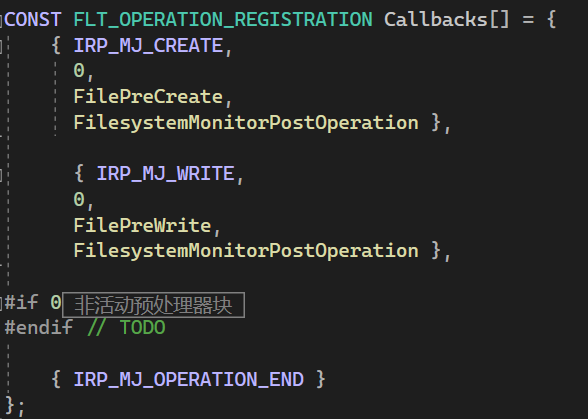 CONST FLT_OPERATION_REGISTRATION Callbacks[] = {
{ IRP_MJ_CREATE,
0,
FilePreCreate,
FilesystemMonitorPostOperation },
{ IRP_MJ_WRITE,
0,
FilePreWrite,
FilesystemMonitorPostOperation },
#if 0 非活动预处理器块
#endif // TODO
{ IRP_MJ_OPERATION_END }
};